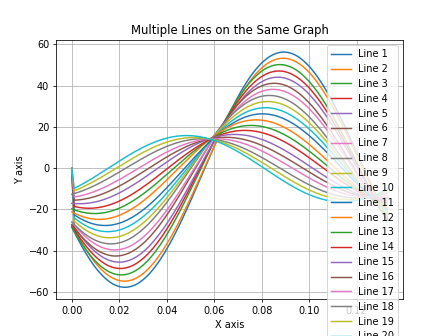 Multiple Lines on the Same Graph
60
40
20
0
−20
−40
−60
Y axis
0.00
0.02
0.04
0.06
0.08
0.10
X axis
Line 1
Line 2
Line 3
Line 4
Line 5
Line 6
Line 7
Line 8
Line 9
Line 10
Line 11
Line 12
Line 13
Line 14
Line 15
Line 16
Line 17
Line 18
Line 19
Line 20